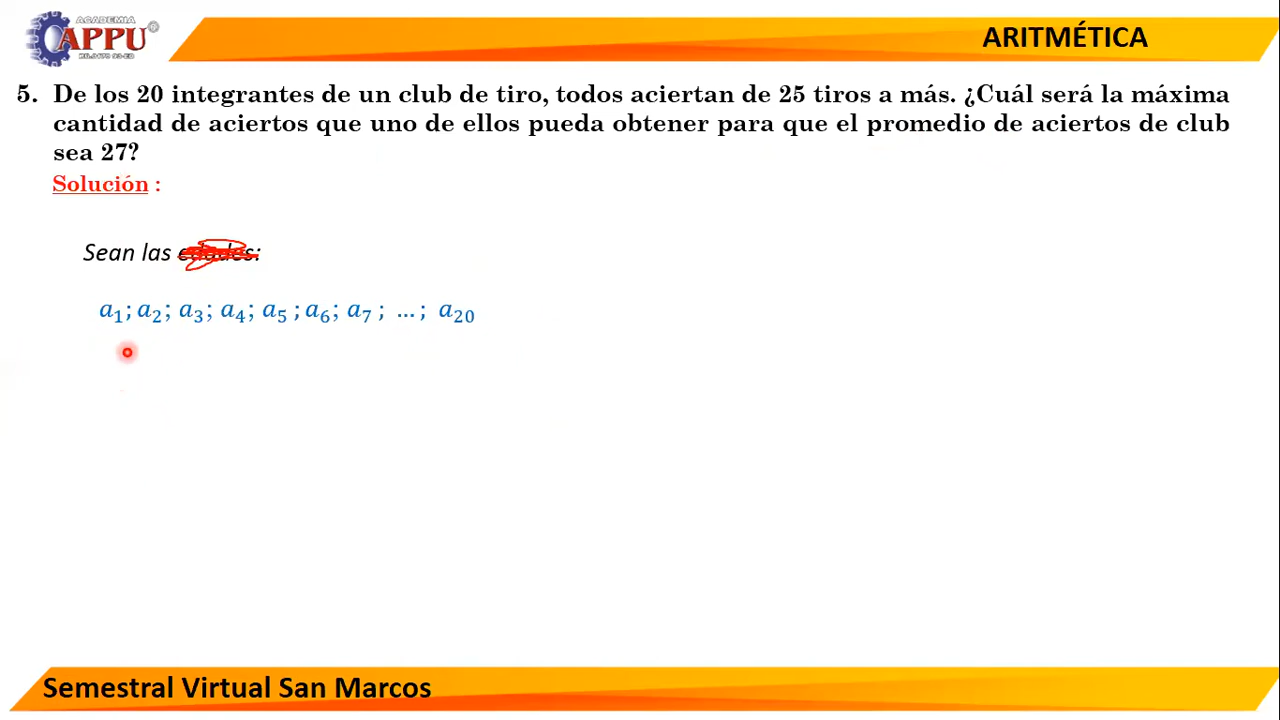 ACADEMIA
APPU
ARITMÉTICA
5. De los 20 integrantes de un club de tiro, todos aciertan de 25 tiros a más. ¿Cuál será la máxima
cantidad de aciertos que uno de ellos pueda obtener para que el promedio de aciertos de club
sea 27?
Solución :
Sean las edades:
a₁; a₂; a₃; a₄; a₅ ; a₆; a₇ ; … ; a₂₀
Semestral Virtual San Marcos